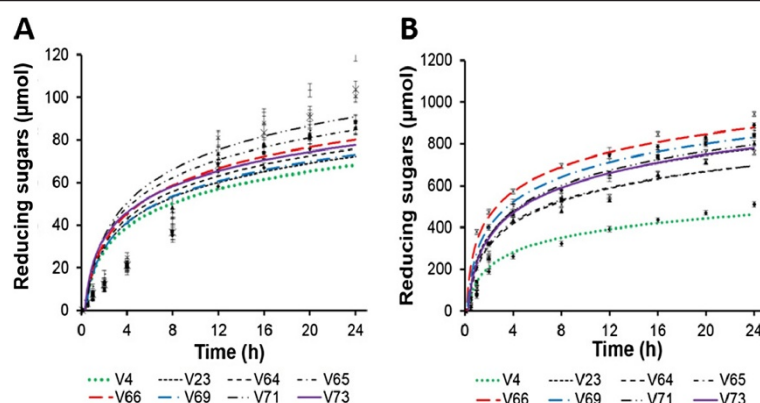 A
B
Reducing sugars (µmol)
120
100
80
60
40
20
0
0 4 8 12 16 20 24
Time (h)
V4 V23 V64 V65
V66 V69 V71 V73
Reducing sugars (µmol)
1200
1000
800
600
400
200
0
0 4 8 12 16 20 24
Time (h)
V4 V23 V64 V65
V66 V69 V71 V73